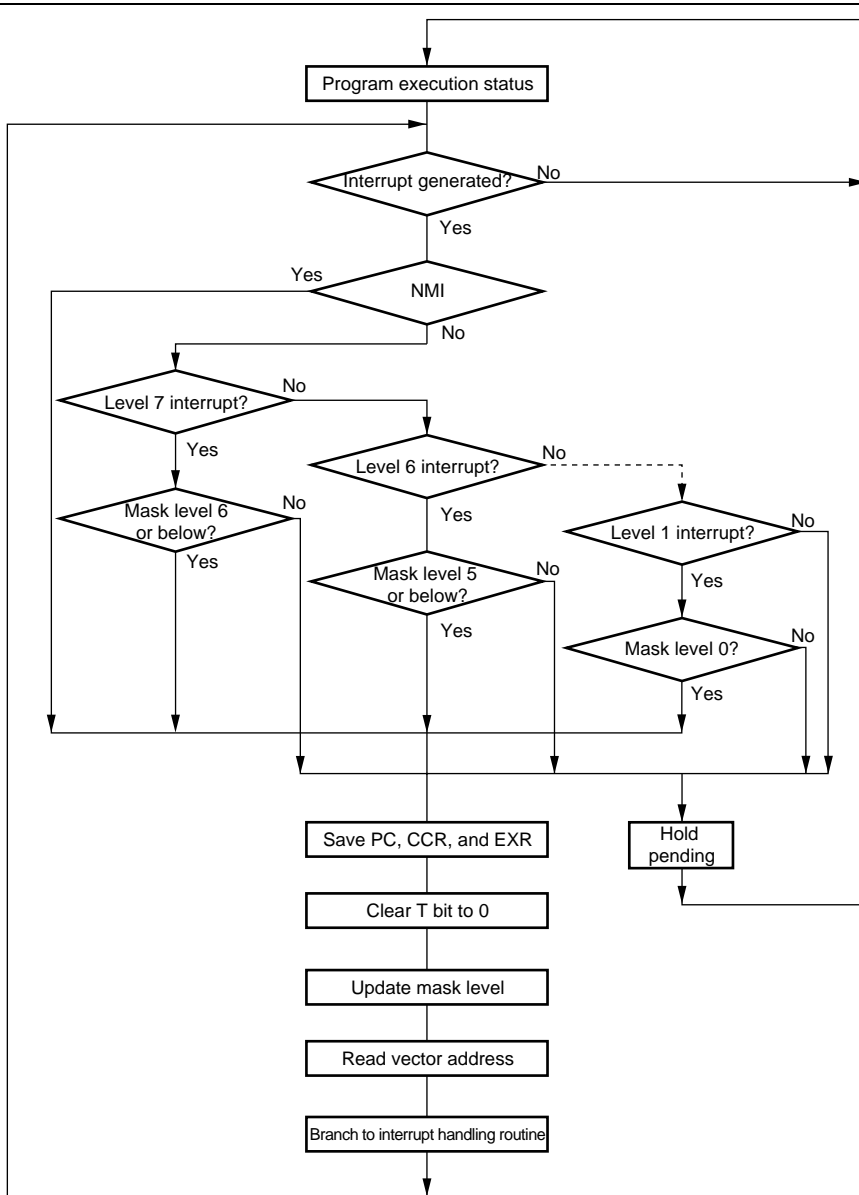 Program execution status
Interrupt generated?
No
Yes
Yes
NMI
No
Level 7 interrupt?
No
Yes
Level 6 interrupt?
No
Yes
Mask level 6
or below?
No
Yes
Level 1 interrupt?
No
Yes
Mask level 5
or below?
No
Yes
Mask level 0?
No
Yes
Save PC, CCR, and EXR
Hold
pending
Clear T bit to 0
Update mask level
Read vector address
Branch to interrupt handling routine